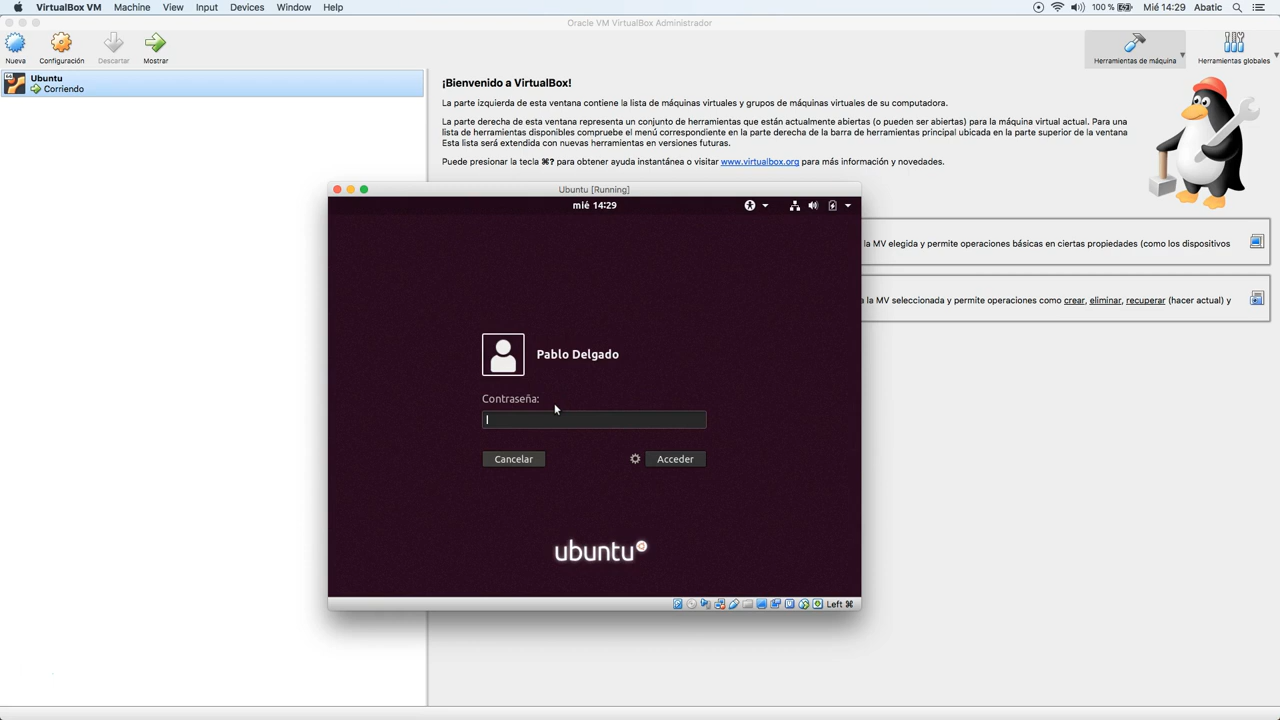 VirtualBox VM Machine View Input Devices Window Help 100 % Mié 14:29 Abatic
Oracle VM VirtualBox Administrador
Nueva Configuración Descartar Mostrar Herramientas de máquina Herramientas globales
Ubuntu
Corriendo
¡Bienvenido a VirtualBox!
La parte izquierda de esta ventana contiene la lista de máquinas virtuales y grupos de máquinas virtuales de su computadora.
La parte derecha de esta ventana representa un conjunto de herramientas que están actualmente abiertas (o pueden ser abiertas) para la máquina virtual actual. Para una
lista de herramientas disponibles compruebe el menú correspondiente en la parte derecha de la barra de herramientas principal ubicada en la parte superior de la ventana
Esta lista será extendida con nuevas herramientas en versiones futuras.
Puede presionar la tecla ⌘? para obtener ayuda instantánea o visitar www.virtualbox.org para más información y novedades.
la MV elegida y permite operaciones básicas en ciertas propiedades (como los dispositivos
la MV seleccionada y permite operaciones como crear, eliminar, recuperar (hacer actual) y
Ubuntu [Running]
mié 14:29
Pablo Delgado
Contraseña:
Cancelar Acceder
ubuntu
Left ⌘